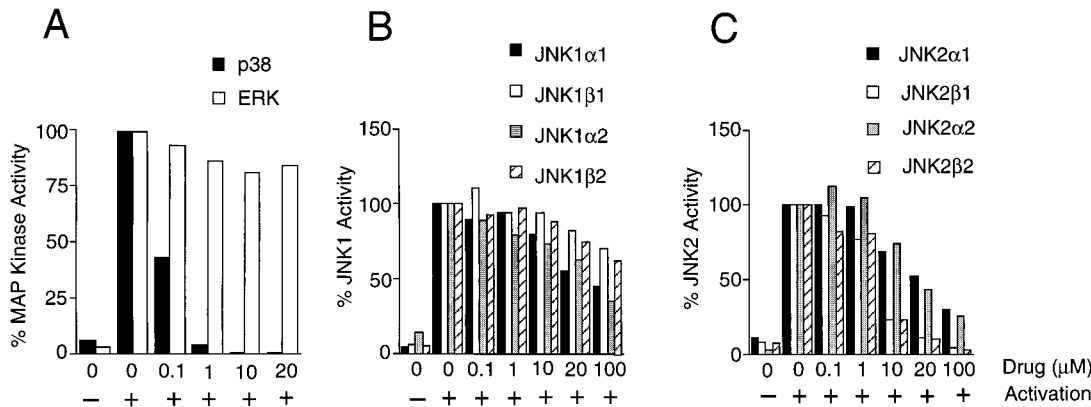 A
p38
ERK
% MAP Kinase Activity
100
75
50
25
0
0 0 0.1 1 10 20
– + + + + +
B
JNK1α1
JNK1β1
JNK1α2
JNK1β2
% JNK1 Activity
150
100
50
0
0 0 0.1 1 10 20 100
– + + + + + +
C
JNK2α1
JNK2β1
JNK2α2
JNK2β2
% JNK2 Activity
150
100
50
0
0 0 0.1 1 10 20 100 Drug (μM)
– + + + + + + Activation